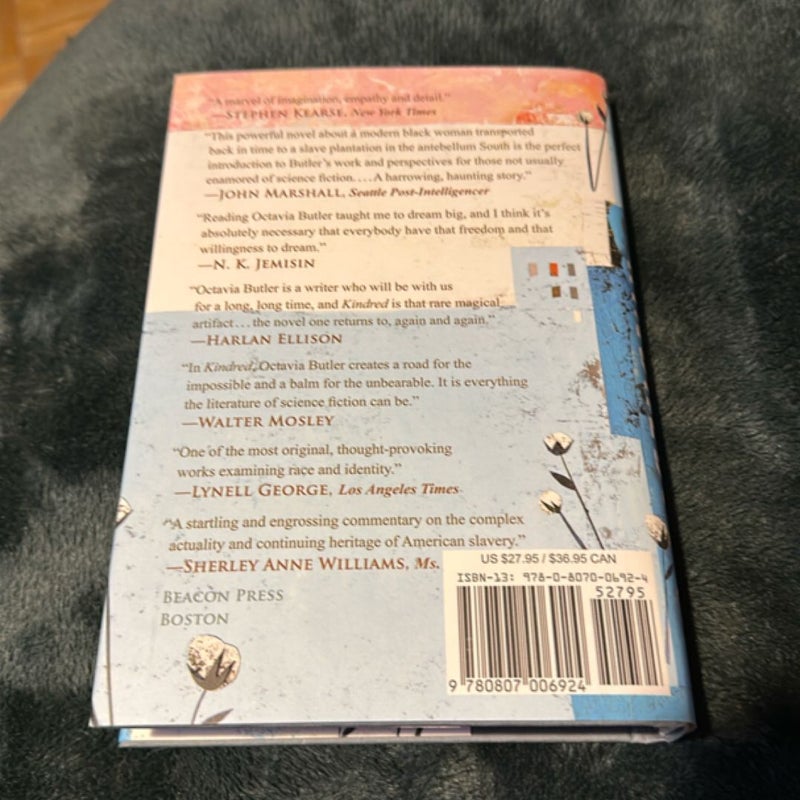 "A marvel of imagination, empathy and detail."
—STEPHEN KEARSE, New York Times
"This powerful novel about a modern black woman transported
back in time to a slave plantation in the antebellum South is the perfect
introduction to Butler's work and perspectives for those not usually
enamored of science fiction.... A harrowing, haunting story."
—JOHN MARSHALL, Seattle Post-Intelligencer
"Reading Octavia Butler taught me to dream big, and I think it's
absolutely necessary that everybody have that freedom and that
willingness to dream."
—N. K. JEMISIN
"Octavia Butler is a writer who will be with us
for a long, long time, and Kindred is that rare magical
artifact... the novel one returns to, again and again."
—HARLAN ELLISON
"In Kindred, Octavia Butler creates a road for the
impossible and a balm for the unbearable. It is everything
the literature of science fiction can be."
—WALTER MOSLEY
"One of the most original, thought-provoking
works examining race and identity."
—LYNELL GEORGE, Los Angeles Times
"A startling and engrossing commentary on the complex
actuality and continuing heritage of American slavery."
—SHERLEY ANNE WILLIAMS, Ms.
BEACON PRESS
BOSTON
US $27.95 / $36.95 CAN
ISBN-13: 978-0-8070-0692-4
52795
9 780807 006924